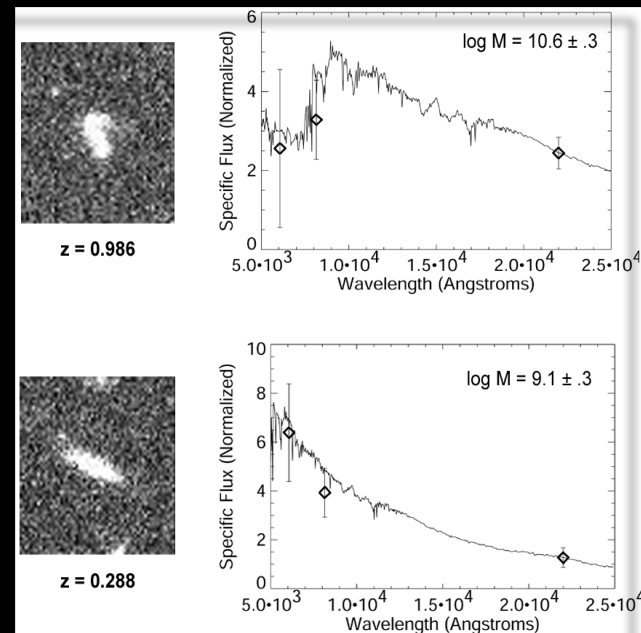 6
log M = 10.6 ± .3
Specific Flux (Normalized)
4
2
0
5.0•10³ 1.0•10⁴ 1.5•10⁴ 2.0•10⁴ 2.5•10⁴
Wavelength (Angstroms)
z = 0.986
10
log M = 9.1 ± .3
8
Specific Flux (Normalized)
6
4
2
0
5.0•10³ 1.0•10⁴ 1.5•10⁴ 2.0•10⁴ 2.5•10⁴
Wavelength (Angstroms)
z = 0.288